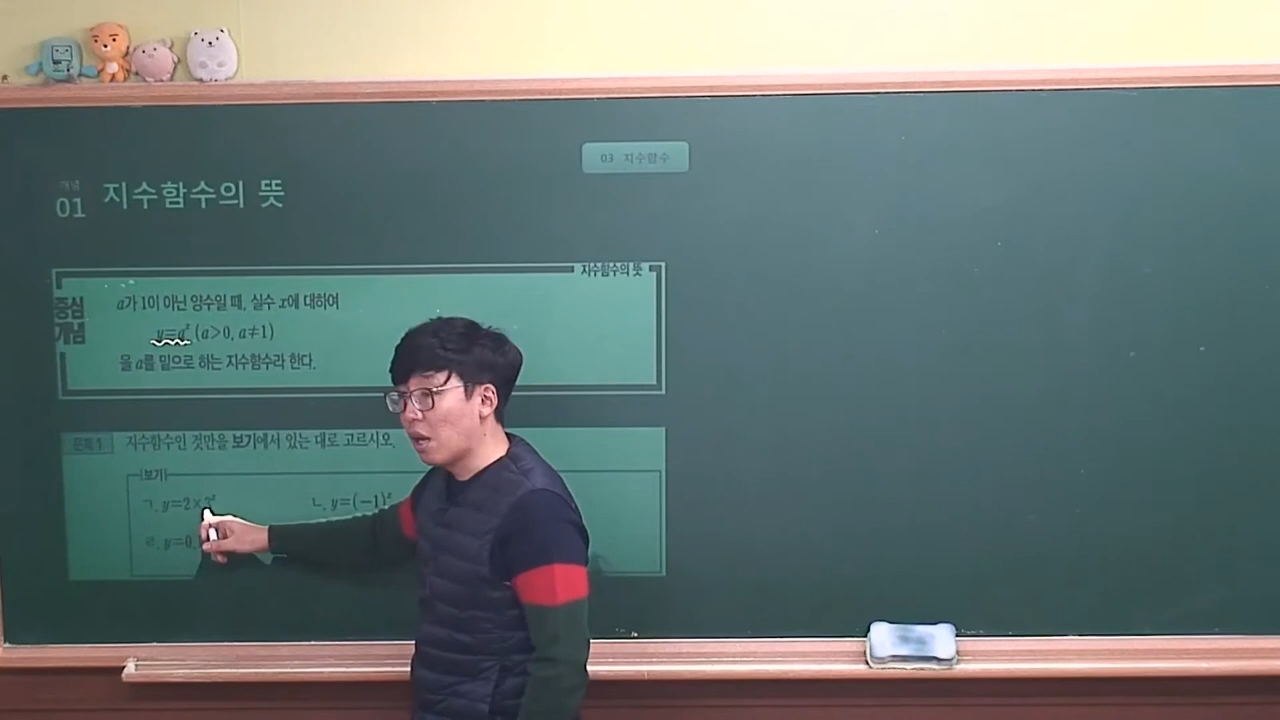 03 지수함수
개념
01 지수함수의 뜻
지수함수의 뜻
중심
개념
a가 1이 아닌 양수일 때, 실수 x에 대하여
y=aˣ (a>0, a≠1)
을 a를 밑으로 하는 지수함수라 한다.
문제 1 지수함수인 것만을 보기에서 있는 대로 고르시오.
보기
ㄱ. y=2×3ˣ ㄴ. y=(−1)ˣ
ㄹ. y=0.